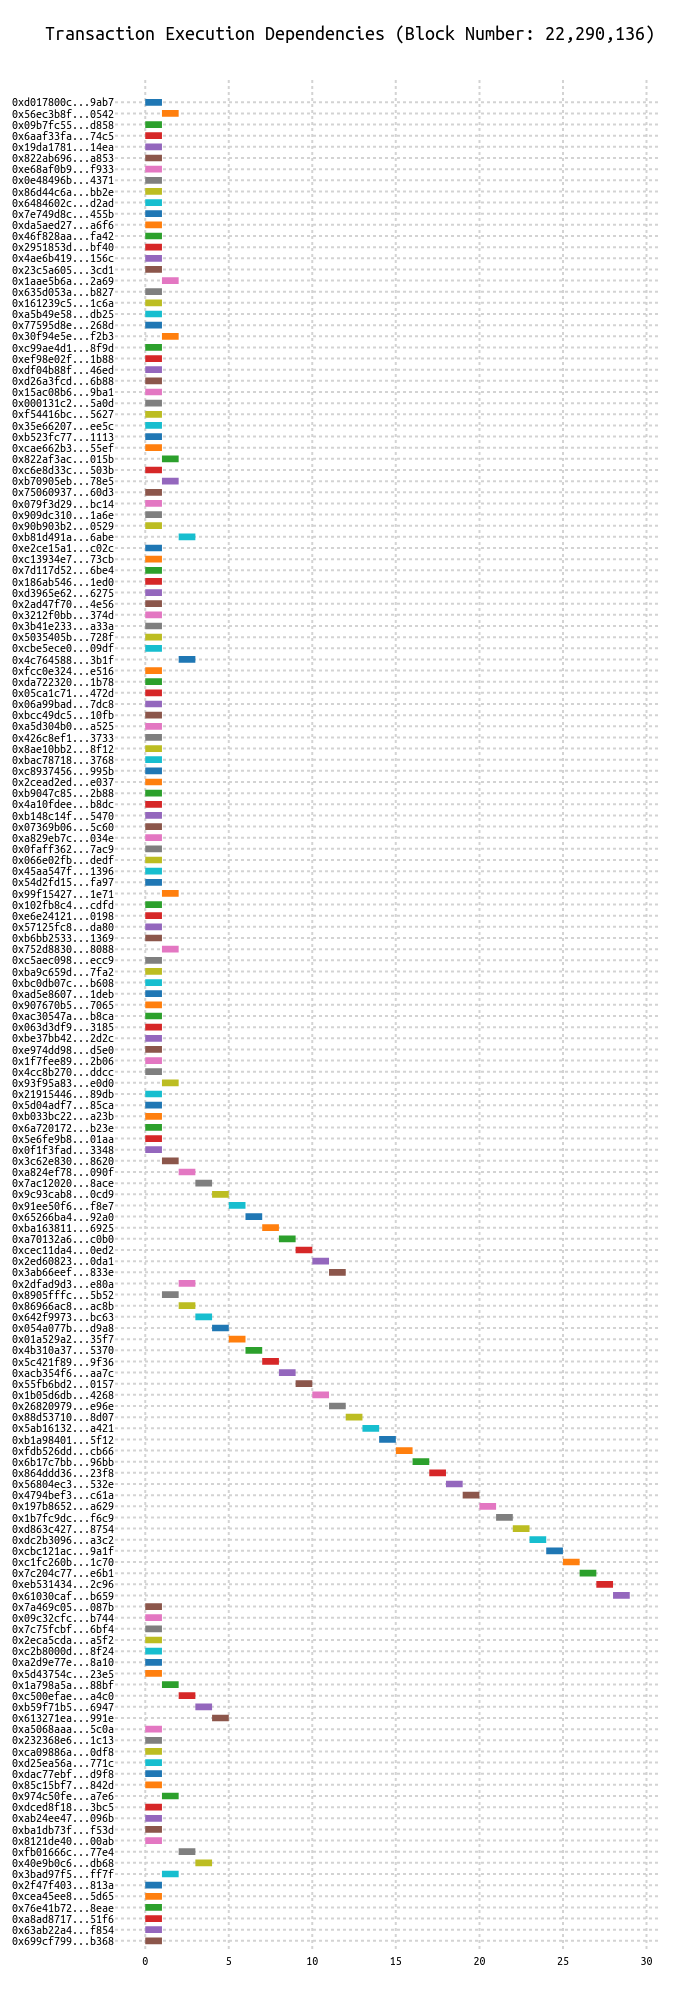 Transaction Execution Dependencies (Block Number: 22,290,136)
0xd017800c...9ab7
0x56ec3b8f...0542
0x09b7fc55...d858
0x6aaf33fa...74c5
0x19da1781...14ea
0x822ab696...a853
0xe68af0b9...f933
0x0e48496b...4371
0x86d44c6a...bb2e
0x6484602c...d2ad
0x7e749d8c...455b
0xda5aed27...a6f6
0x46f828aa...fa42
0x2951853d...bf40
0x4ae6b419...156c
0x23c5a605...3cd1
0x1aae5b6a...2a69
0x635d053a...b827
0x161239c5...1c6a
0xa5b49e58...db25
0x77595d8e...268d
0x30f94e5e...f2b3
0xc99ae4d1...8f9d
0xef98e02f...1b88
0xdf04b88f...46ed
0xd26a3fcd...6b88
0x15ac08b6...9ba1
0x000131c2...5a0d
0xf54416bc...5627
0x35e66207...ee5c
0xb523fc77...1113
0xcae662b3...55ef
0x822af3ac...015b
0xc6e8d33c...503b
0xb70905eb...78e5
0x75060937...60d3
0x079f3d29...bc14
0x909dc310...1a6e
0x90b903b2...0529
0xb81d491a...6abe
0xe2ce15a1...c02c
0xc13934e7...73cb
0x7d117d52...6be4
0x186ab546...1ed0
0xd3965e62...6275
0x2ad47f70...4e56
0x3212f0bb...374d
0x3b41e233...a33a
0x5035405b...728f
0xcbe5ece0...09df
0x4c764588...3b1f
0xfcc0e324...e516
0xda722320...1b78
0x05ca1c71...472d
0x06a99bad...7dc8
0xbcc49dc5...10fb
0xa5d304b0...a525
0x426c8ef1...3733
0x8ae10bb2...8f12
0xbac78718...3768
0xc8937456...995b
0x2cead2ed...e037
0xb9047c85...2b88
0x4a10fdee...b8dc
0xb148c14f...5470
0x07369b06...5c60
0xa829eb7c...034e
0x0faff362...7ac9
0x066e02fb...dedf
0x45aa547f...1396
0x54d2fd15...fa97
0x99f15427...1e71
0x102fb8c4...cdfd
0xe6e24121...0198
0x57125fc8...da80
0xb6bb2533...1369
0x752d8830...8088
0xc5aec098...ecc9
0xba9c659d...7fa2
0xbc0db07c...b608
0xad5e8607...1deb
0x907670b5...7065
0xac30547a...b8ca
0x063d3df9...3185
0xbe37bb42...2d2c
0xe974dd98...d5e0
0x1f7fee89...2b06
0x4cc8b270...ddcc
0x93f95a83...e0d0
0x21915446...89db
0x5d04adf7...85ca
0xb033bc22...a23b
0x6a720172...b23e
0x5e6fe9b8...01aa
0x0f1f3fad...3348
0x3c62e830...8620
0xa824ef78...090f
0x7ac12020...8ace
0x9c93cab8...0cd9
0x91ee50f6...f8e7
0x65266ba4...92a0
0xba163811...6925
0xa70132a6...c0b0
0xcec11da4...0ed2
0x2ed60823...0da1
0x3ab66eef...833e
0x2dfad9d3...e80a
0x8905fffc...5b52
0x86966ac8...ac8b
0x642f9973...bc63
0x054a077b...d9a8
0x01a529a2...35f7
0x4b310a37...5370
0x5c421f89...9f36
0xacb354f6...aa7c
0x55fb6bd2...0157
0x1b05d6db...4268
0x26820979...e96e
0x88d53710...8d07
0x5ab16132...a421
0xb1a98401...5f12
0xfdb526dd...cb66
0x6b17c7bb...96bb
0x864ddd36...23f8
0x56804ec3...532e
0x4794bef3...c61a
0x197b8652...a629
0x1b7fc9dc...f6c9
0xd863c427...8754
0xdc2b3096...a3c2
0xcbc121ac...9a1f
0xc1fc260b...1c70
0x7c204c77...e6b1
0xeb531434...2c96
0x61030caf...b659
0x7a469c05...087b
0x09c32cfc...b744
0x7c75fcbf...6bf4
0x2eca5cda...a5f2
0xc2b8000d...8f24
0xa2d9e77e...8a10
0x5d43754c...23e5
0x1a798a5a...88bf
0xc500efae...a4c0
0xb59f71b5...6947
0x613271ea...991e
0xa5068aaa...5c0a
0x232368e6...1c13
0xca09886a...0df8
0xd25ea56a...771c
0xdac77ebf...d9f8
0x85c15bf7...842d
0x974c50fe...a7e6
0xdced8f18...3bc5
0xab24ee47...096b
0xba1db73f...f53d
0x8121de40...00ab
0xfb01666c...77e4
0x40e9b0c6...db68
0x3bad97f5...ff7f
0x2f47f403...813a
0xcea45ee8...5d65
0x76e41b72...8eae
0xa8ad8717...51f6
0x63ab22a4...f854
0x699cf799...b368
0 5 10 15 20 25 30